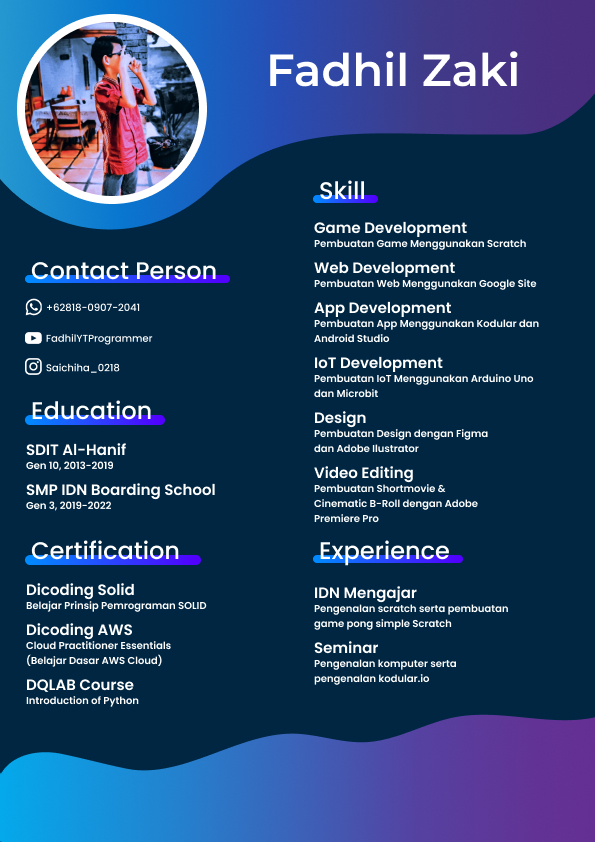 Fadhil Zaki
Contact Person
+62818-0907-2041
FadhilYTProgrammer
Saichiha_0218
Education
SDIT Al-Hanif
Gen 10, 2013-2019
SMP IDN Boarding School
Gen 3, 2019-2022
Certification
Dicoding Solid
Belajar Prinsip Pemrograman SOLID
Dicoding AWS
Cloud Practitioner Essentials
(Belajar Dasar AWS Cloud)
DQLAB Course
Introduction of Python
Skill
Game Development
Pembuatan Game Menggunakan Scratch
Web Development
Pembuatan Web Menggunakan Google Site
App Development
Pembuatan App Menggunakan Kodular dan
Android Studio
IoT Development
Pembuatan IoT Menggunakan Arduino Uno
dan Microbit
Design
Pembuatan Design dengan Figma
dan Adobe Ilustrator
Video Editing
Pembuatan Shortmovie &
Cinematic B-Roll dengan Adobe
Premiere Pro
Experience
IDN Mengajar
Pengenalan scratch serta pembuatan
game pong simple Scratch
Seminar
Pengenalan komputer serta
pengenalan kodular.io